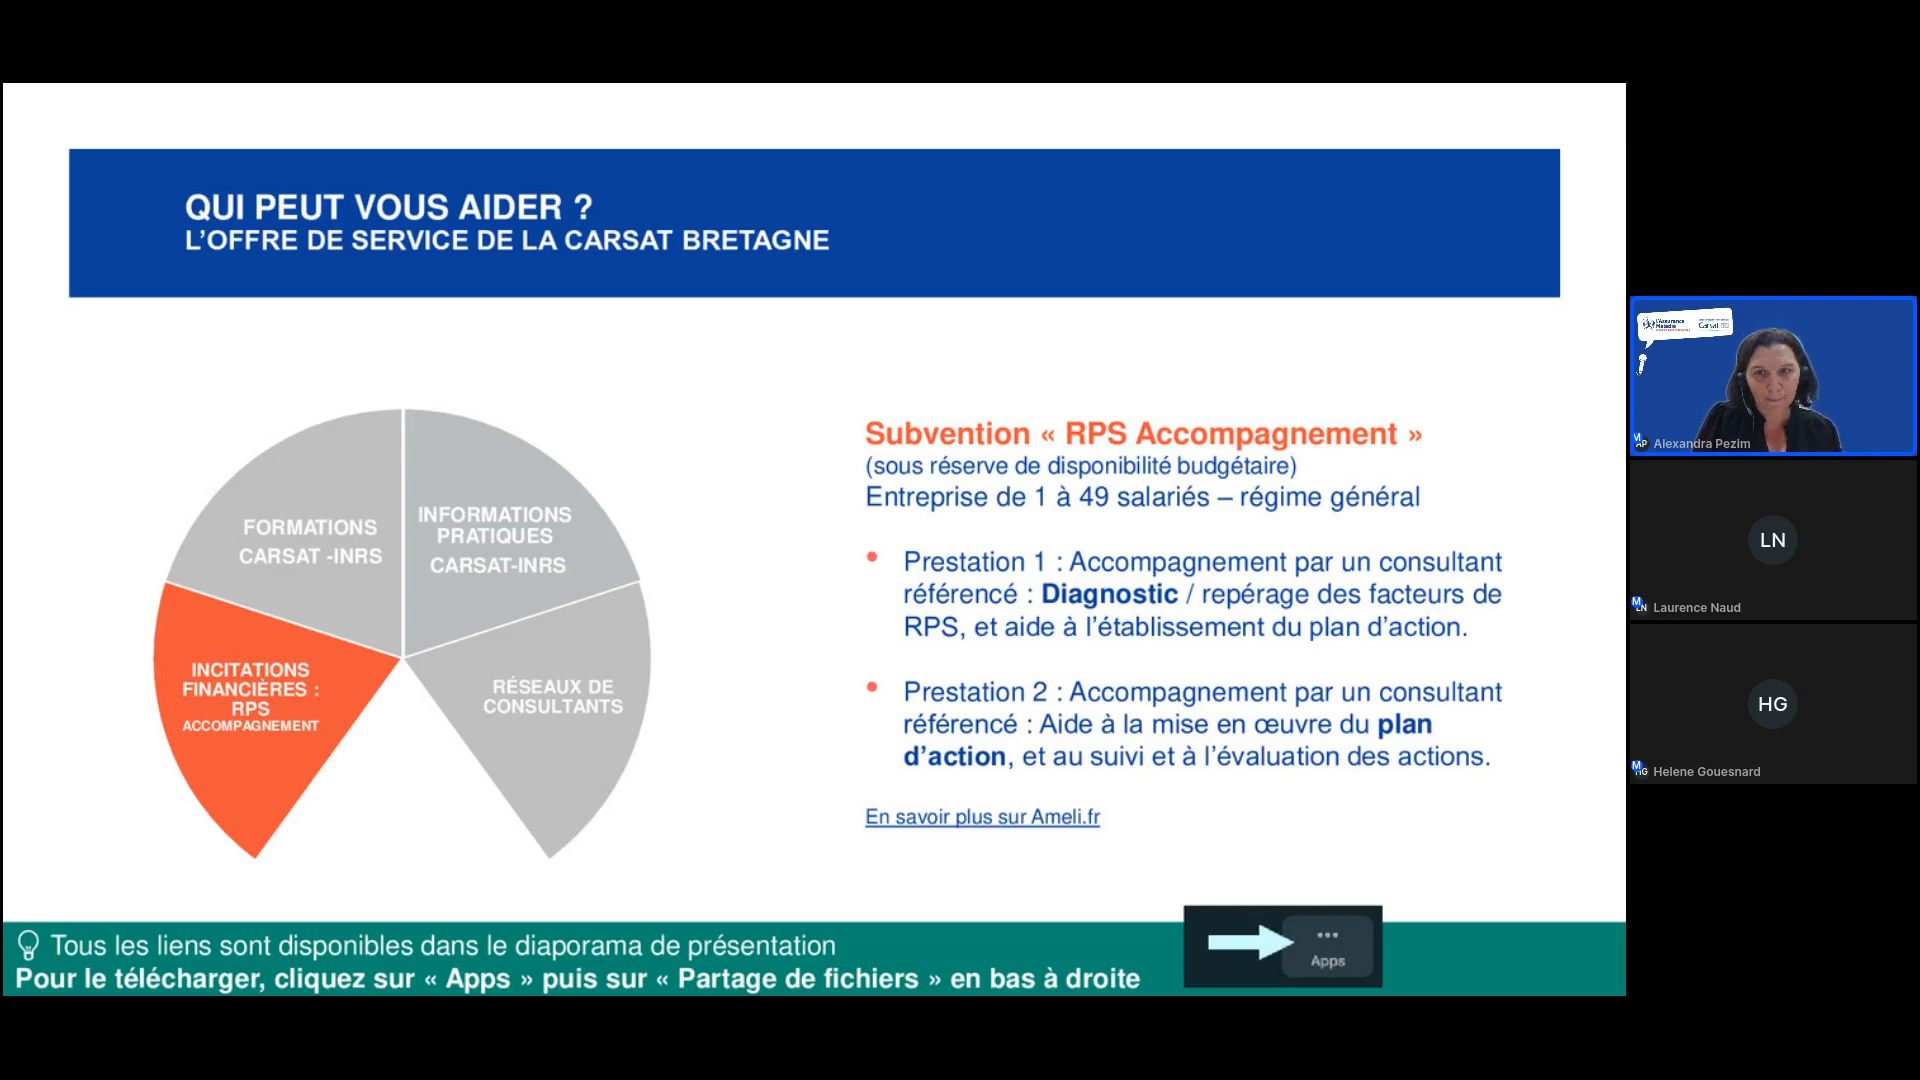 QUI PEUT VOUS AIDER ?
L’OFFRE DE SERVICE DE LA CARSAT BRETAGNE
FORMATIONS
CARSAT -INRS
INFORMATIONS
PRATIQUES
CARSAT-INRS
INCITATIONS
FINANCIÈRES :
RPS
ACCOMPAGNEMENT
RÉSEAUX DE
CONSULTANTS
Subvention « RPS Accompagnement »
(sous réserve de disponibilité budgétaire)
Entreprise de 1 à 49 salariés – régime général
• Prestation 1 : Accompagnement par un consultant
référencé : Diagnostic / repérage des facteurs de
RPS, et aide à l’établissement du plan d’action.
• Prestation 2 : Accompagnement par un consultant
référencé : Aide à la mise en œuvre du plan
d’action, et au suivi et à l’évaluation des actions.
En savoir plus sur Ameli.fr
Tous les liens sont disponibles dans le diaporama de présentation
Pour le télécharger, cliquez sur « Apps » puis sur « Partage de fichiers » en bas à droite
Apps
l'Assurance
Maladie
Carsat
Alexandra Pezim
LN
Laurence Naud
HG
Helene Gouesnard